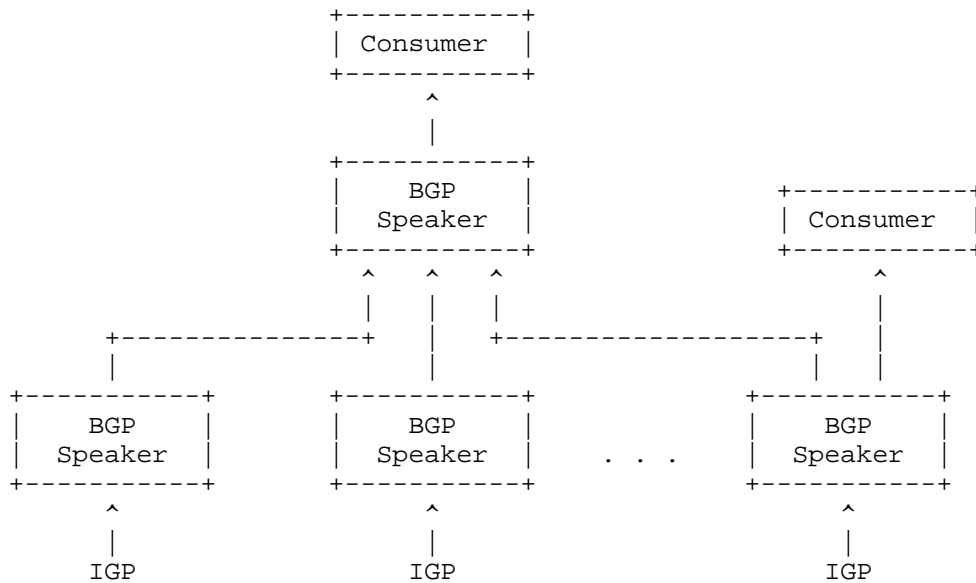 Consumer
BGP
Speaker
Consumer
BGP
Speaker
BGP
Speaker
. . .
BGP
Speaker
IGP
IGP
IGP